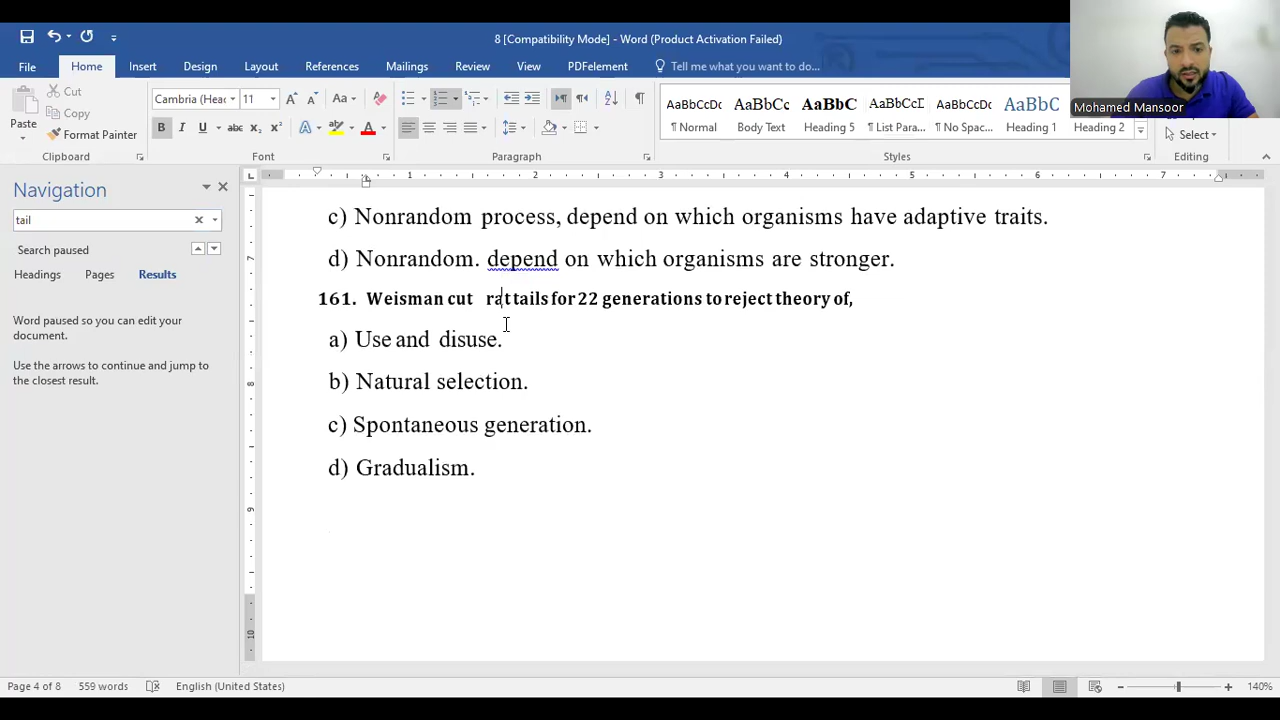 8 [Compatibility Mode] - Word (Product Activation Failed)
File Home Insert Design Layout References Mailings Review View PDFelement Tell me what you want to do...
Mohamed Mansoor
Paste
Cut
Copy
Format Painter
Clipboard
Cambria (Heac 11
Font
Paragraph
AaBbCcDc AaBbCc AaBbC AaBbCcD AaBbCcDc AaBbCcDc AaBbC AaBbCc
¶ Normal Body Text Heading 5 ¶ List Para... ¶ No Spac... Heading 1 Heading 2
Styles
Select
Editing
Navigation
tail
Search paused
Headings Pages Results
Word paused so you can edit your
document.
Use the arrows to continue and jump to
the closest result.
c) Nonrandom process, depend on which organisms have adaptive traits.
d) Nonrandom. depend on which organisms are stronger.
161. Weisman cut rat tails for 22 generations to reject theory of,
a) Use and disuse.
b) Natural selection.
c) Spontaneous generation.
d) Gradualism.
Page 4 of 8 559 words English (United States) 140%